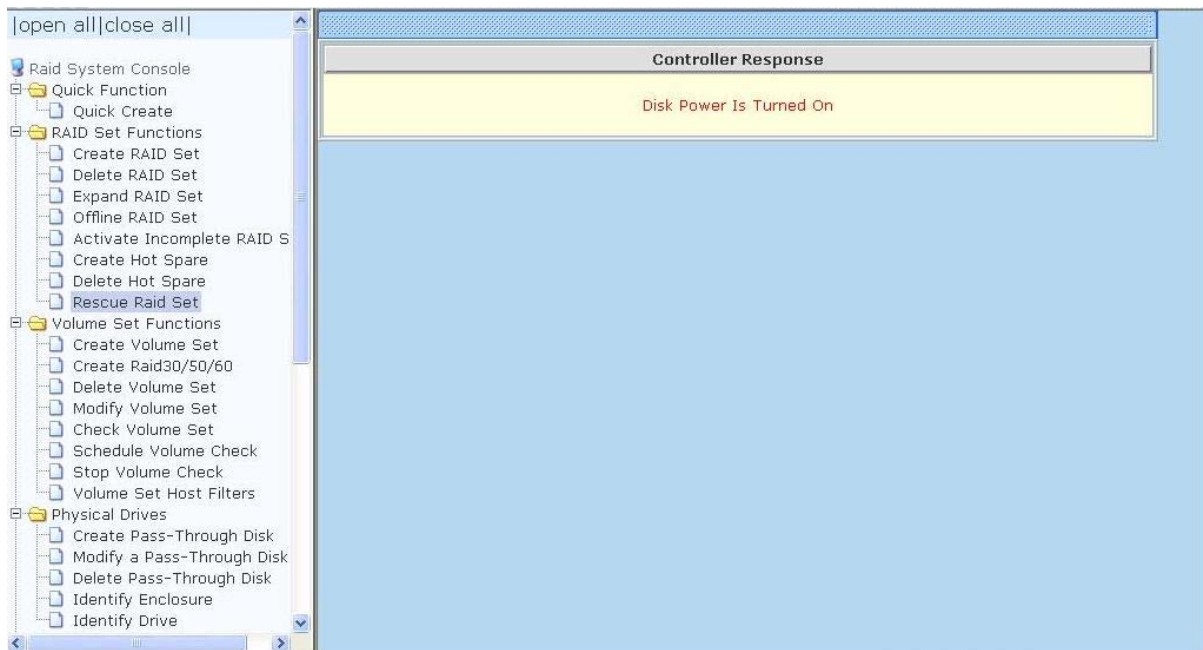 |open all|close all|
Raid System Console
Quick Function
Quick Create
RAID Set Functions
Create RAID Set
Delete RAID Set
Expand RAID Set
Offline RAID Set
Activate Incomplete RAID S
Create Hot Spare
Delete Hot Spare
Rescue Raid Set
Volume Set Functions
Create Volume Set
Create Raid30/50/60
Delete Volume Set
Modify Volume Set
Check Volume Set
Schedule Volume Check
Stop Volume Check
Volume Set Host Filters
Physical Drives
Create Pass-Through Disk
Modify a Pass-Through Disk
Delete Pass-Through Disk
Identify Enclosure
Identify Drive
Controller Response
Disk Power Is Turned On